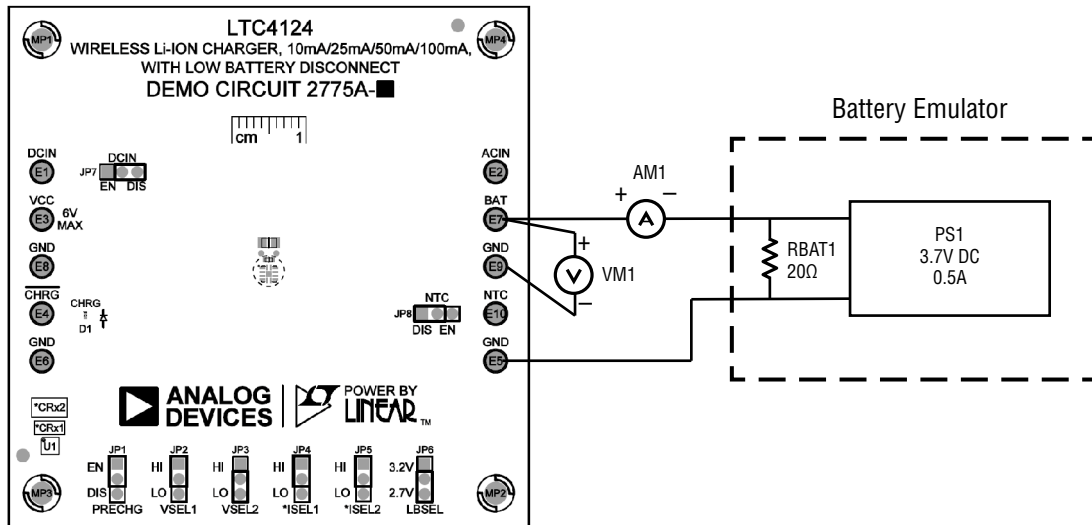 LTC4124
WIRELESS Li-ION CHARGER, 10mA/25mA/50mA/100mA,
WITH LOW BATTERY DISCONNECT
DEMO CIRCUIT 2775A-
MP1
MP4
cm 1
DCIN
E1
JP7
DCIN
EN DIS
VCC
E3
6V
MAX
GND
E8
CHRG
E4
CHRG
D1
GND
E6
ACIN
E2
BAT
E7
GND
E9
NTC
E10
JP8
NTC
DIS EN
GND
E5
ANALOG
DEVICES
POWER BY
LINEAR TM
*CRx2
*CRx1
*U1
MP3
MP2
JP1
EN
DIS
PRECHG
JP2
HI
LO
VSEL1
JP3
HI
LO
VSEL2
JP4
HI
LO
*ISEL1
JP5
HI
LO
*ISEL2
JP6
3.2V
2.7V
LBSEL
AM1
+ −
A
+
V
−
VM1
Battery Emulator
RBAT1
20Ω
PS1
3.7V DC
0.5A